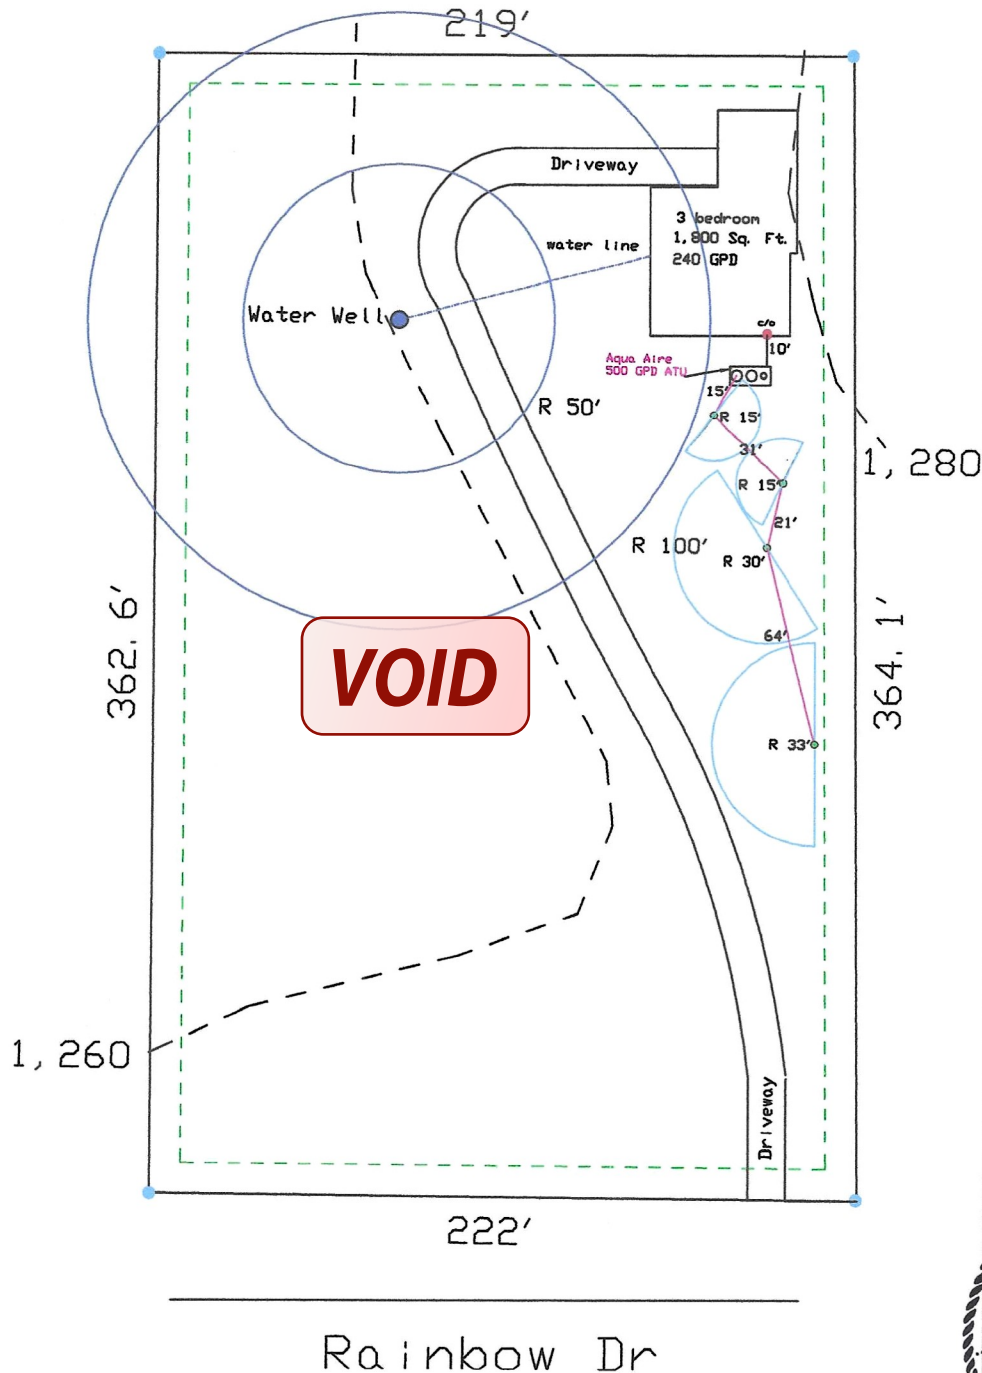 219'
Driveway
3 bedroom
1,800 Sq. Ft.
240 GPD
water line
Water Well
c/o
10'
Aqua Aire
500 GPD ATU
15'
R 50'
R 15'
31'
1,280
R 15'
21'
R 100'
R 30'
362.6'
364.1'
64'
VOID
R 33'
1,260
Driveway
222'
Rainbow Dr